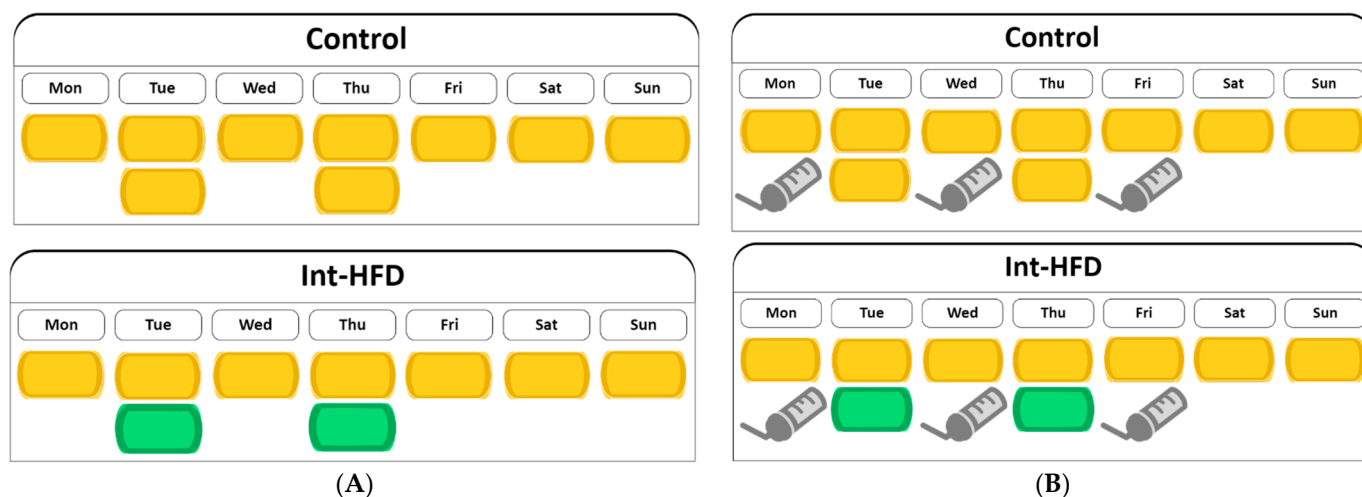 Control
Mon Tue Wed Thu Fri Sat Sun
Int-HFD
Mon Tue Wed Thu Fri Sat Sun
(A)
Control
Mon Tue Wed Thu Fri Sat Sun
Int-HFD
Mon Tue Wed Thu Fri Sat Sun
(B)